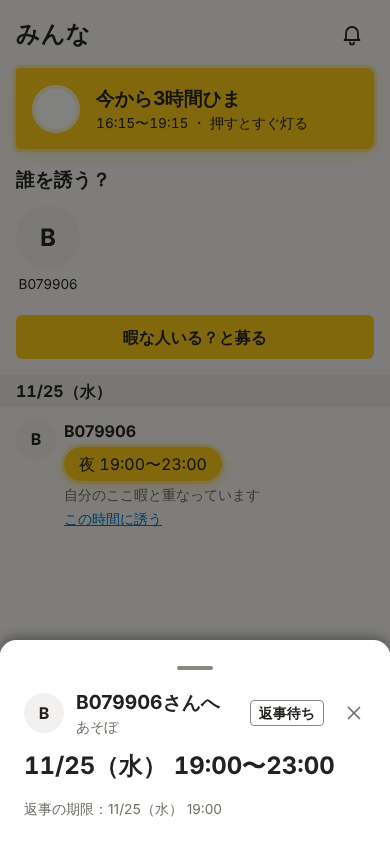 みんな
今から3時間ひま
16:15〜19:15 ・ 押すとすぐ灯る
誰を誘う？
B
B079906
暇な人いる？と募る
11/25（水）
B
B079906
夜 19:00〜23:00
自分のここ暇と重なっています
この時間に誘う
B
B079906さんへ
あそぼ
返事待ち
11/25（水） 19:00〜23:00
返事の期限：11/25（水） 19:00